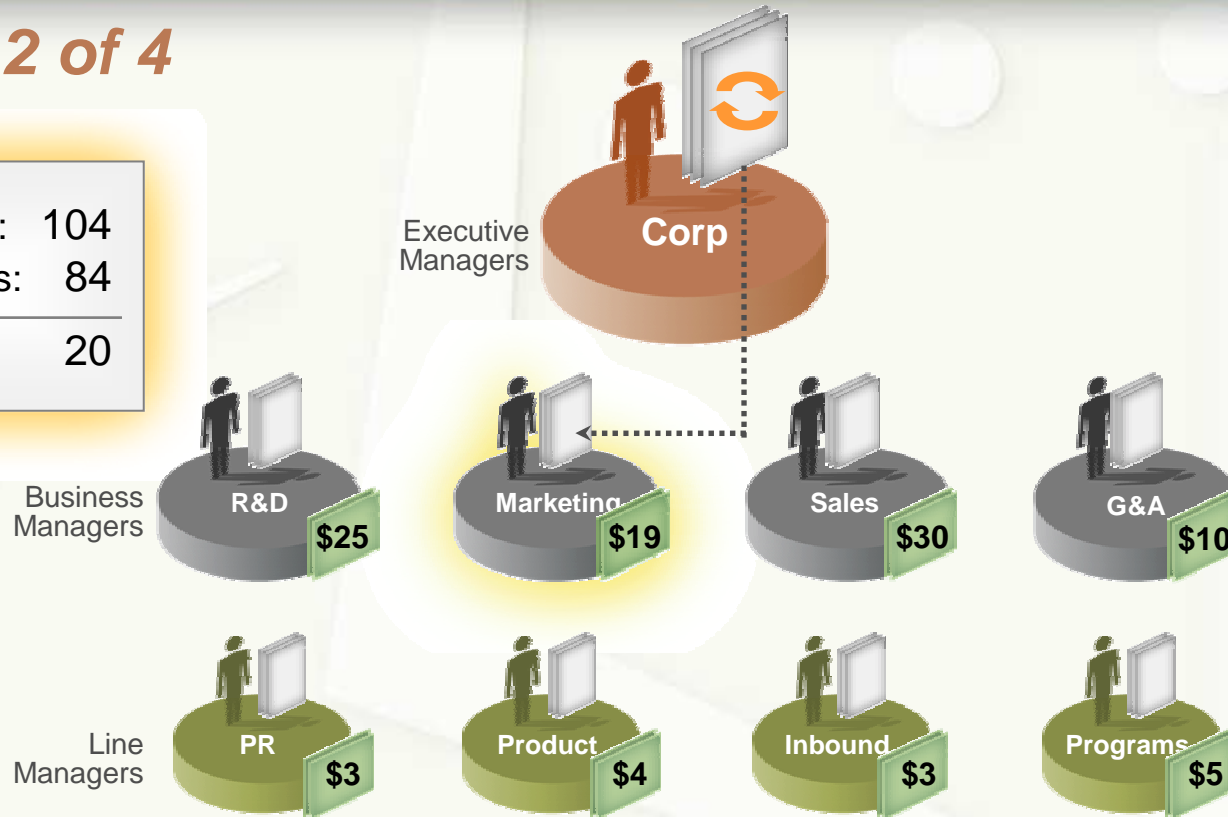 2 of 4
: 104
s: 84
20
Executive
Managers
Corp
Business
Managers
R&D
$25
Marketing
$19
Sales
$30
G&A
$10
Line
Managers
PR
$3
Product
$4
Inbound
$3
Programs
$5